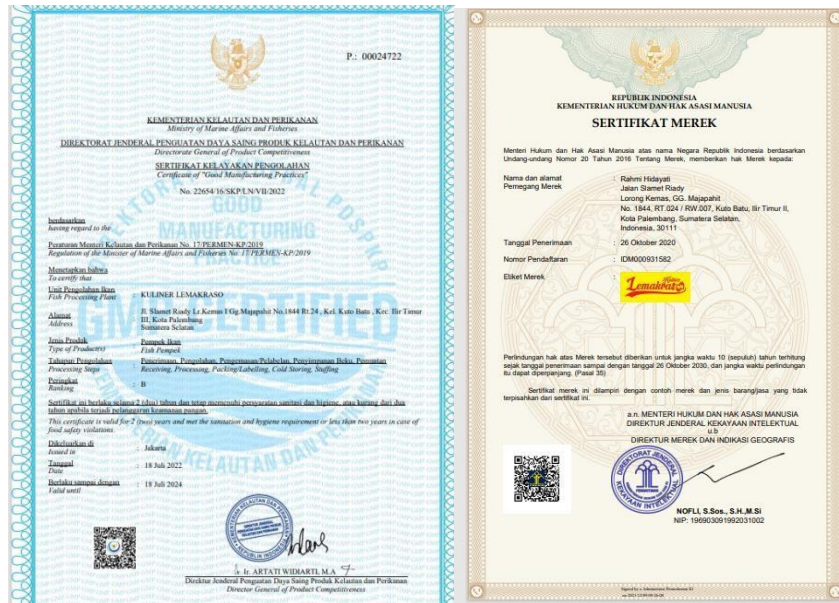 P.: 00024722
KEMENTERIAN KELAUTAN DAN PERIKANAN
Ministry of Marine Affairs and Fisheries
DIREKTORAT JENDERAL PENGUATAN DAYA SAING PRODUK KELAUTAN DAN PERIKANAN
Directorate General of Product Competitiveness
SERTIFIKAT KELAYAKAN PENGOLAHAN
Certificate of "Good Manufacturing Practices"
No. 22654/16/SKP/LN/VII/2022
GOOD
MANUFACTURING
PRACTICE
GMP CERTIFIED
berdasarkan
having regard to the
Peraturan Menteri Kelautan dan Perikanan No. 17/PERMEN-KP/2019
Regulation of the Minister of Marine Affairs and Fisheries No. 17/PERMEN-KP/2019
Menetapkan bahwa
To certify that
Unit Pengolahan Ikan
Fish Processing Plant
: KULINER LEMAKRASO
Alamat
Address
: Jl. Slamet Riady Lr.Kemas I Gg.Majapahit No.1844 Rt.24 , Kel. Kuto Batu , Kec. Ilir Timur
III, Kota Palembang
Sumatera Selatan
Jenis Produk
Type of Product(s)
: Pempek Ikan
Fish Pempek
Tahapan Pengolahan
Processing Steps
: Penerimaan, Pengolahan, Pengemasan/Pelabelan, Penyimpanan Beku, Pemuatan
Receiving, Processing, Packing/Labelling, Cold Storing, Stuffing
Peringkat
Ranking
: B
Sertifikat ini berlaku selama 2 (dua) tahun dan tetap memenuhi persyaratan sanitasi dan higiene, atau kurang dari dua
tahun apabila terjadi pelanggaran keamanan pangan.
This certificate is valid for 2 (two) years and met the sanitation and hygiene requirement or less than two years in case of
food safety violations
Dikeluarkan di
Issued in
: Jakarta
Tanggal
Date
: 18 Juli 2022
Berlaku sampai dengan
Valid until
: 18 Juli 2024
Ir. ARTATI WIDIARTI, M.A
Direktur Jenderal Penguatan Daya Saing Produk Kelautan dan Perikanan
Director General of Product Competitiveness
REPUBLIK INDONESIA
KEMENTERIAN HUKUM DAN HAK ASASI MANUSIA
SERTIFIKAT MEREK
Menteri Hukum dan Hak Asasi Manusia atas nama Negara Republik Indonesia berdasarkan
Undang-undang Nomor 20 Tahun 2016 Tentang Merek, memberikan hak Merek kepada:
Nama dan alamat
Pemegang Merek
: Rahmi Hidayati
Jalan Slamet Riady
Lorong Kemas, GG. Majapahit
No. 1844, RT.024 / RW.007, Kuto Batu, Ilir Timur II,
Kota Palembang, Sumatera Selatan,
Indonesia, 30111
Tanggal Penerimaan : 26 Oktober 2020
Nomor Pendaftaran : IDM000931582
Etiket Merek :
Kuliner
Lemakraso
Perlindungan hak atas Merek tersebut diberikan untuk jangka waktu 10 (sepuluh) tahun terhitung
sejak tanggal penerimaan sampai dengan tanggal 26 Oktober 2030, dan jangka waktu perlindungan
itu dapat diperpanjang. (Pasal 35)
Sertifikat merek ini dilampiri dengan contoh merek dan jenis barang/jasa yang tidak
terpisahkan dari sertifikat ini.
a.n. MENTERI HUKUM DAN HAK ASASI MANUSIA
DIREKTUR JENDERAL KEKAYAAN INTELEKTUAL
u.b
DIREKTUR MEREK DAN INDIKASI GEOGRAFIS
DIREKTORAT JENDERAL
KEKAYAAN INTELEKTUAL
NOFLI, S.Sos., S.H.,M.Si
NIP: 196903091992031002